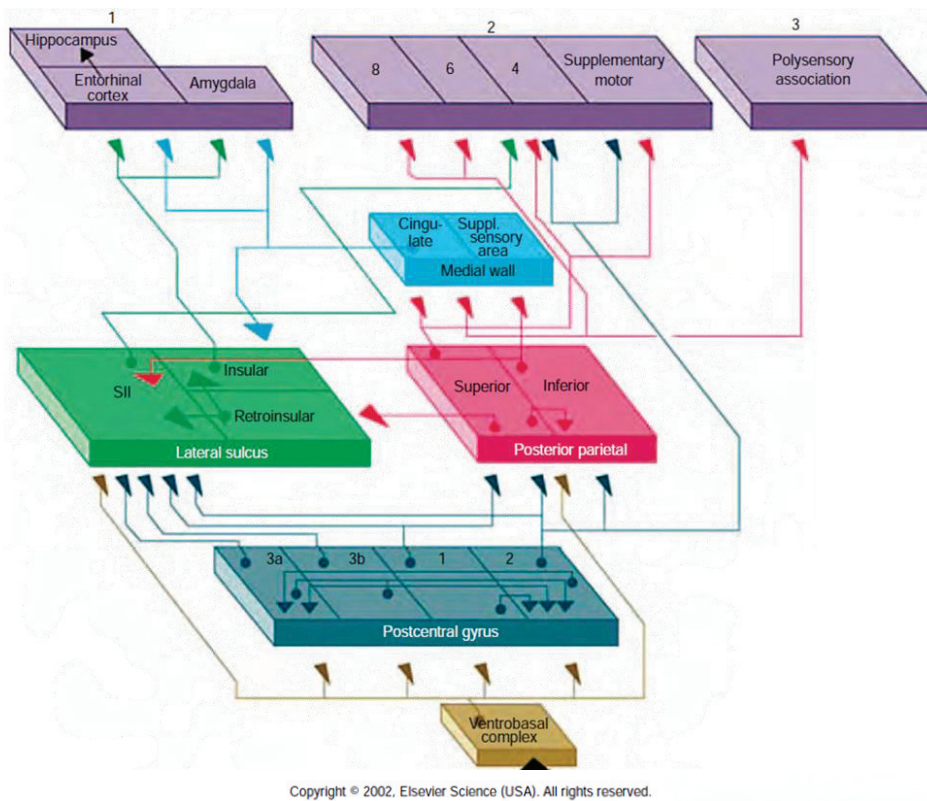 1
2
3
Hippocampus
Entorhinal
cortex
Amygdala
8
6
4
Supplementary
motor
Polysensory
association
Cingu-
late
Suppl.
sensory
area
Medial wall
SII
Insular
Retroinsular
Lateral sulcus
Superior
Inferior
Posterior parietal
3a
3b
1
2
Postcentral gyrus
Ventrobasal
complex
Copyright © 2002, Elsevier Science (USA). All rights reserved.